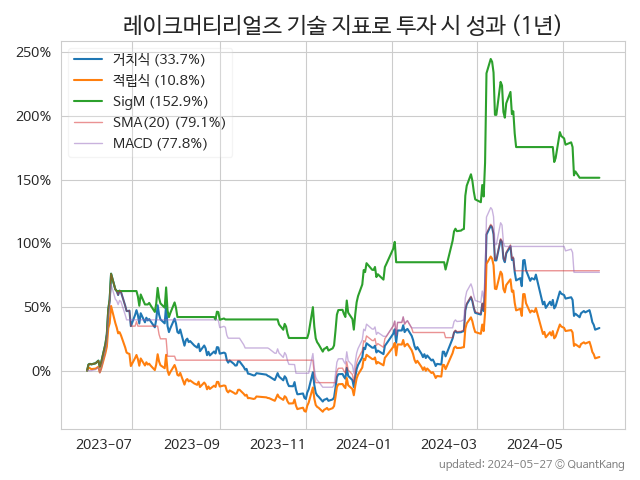 레이크머티리얼즈 기술 지표로 투자 시 성과 (1년)
거치식 (33.7%)
적립식 (10.8%)
SigM (152.9%)
SMA(20) (79.1%)
MACD (77.8%)
250%
200%
150%
100%
50%
0%
2023-07
2023-09
2023-11
2024-01
2024-03
2024-05
updated: 2024-05-27 © QuantKang